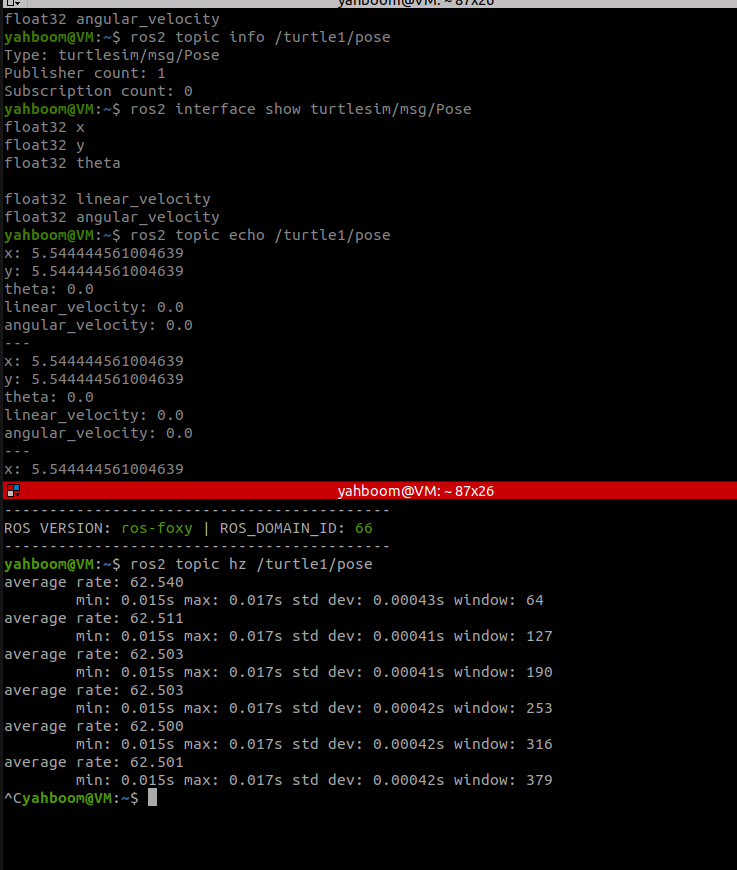 yahboom@VM: ~ 87x26
float32 angular_velocity
yahboom@VM:~$ ros2 topic info /turtle1/pose
Type: turtlesim/msg/Pose
Publisher count: 1
Subscription count: 0
yahboom@VM:~$ ros2 interface show turtlesim/msg/Pose
float32 x
float32 y
float32 theta

float32 linear_velocity
float32 angular_velocity
yahboom@VM:~$ ros2 topic echo /turtle1/pose
x: 5.544444561004639
y: 5.544444561004639
theta: 0.0
linear_velocity: 0.0
angular_velocity: 0.0
---
x: 5.544444561004639
y: 5.544444561004639
theta: 0.0
linear_velocity: 0.0
angular_velocity: 0.0
---
x: 5.544444561004639
yahboom@VM: ~ 87x26
-------------------------------------------
ROS VERSION: ros-foxy | ROS_DOMAIN_ID: 66
-------------------------------------------
yahboom@VM:~$ ros2 topic hz /turtle1/pose
average rate: 62.540
        min: 0.015s max: 0.017s std dev: 0.00043s window: 64
average rate: 62.511
        min: 0.015s max: 0.017s std dev: 0.00041s window: 127
average rate: 62.503
        min: 0.015s max: 0.017s std dev: 0.00041s window: 190
average rate: 62.503
        min: 0.015s max: 0.017s std dev: 0.00042s window: 253
average rate: 62.500
        min: 0.015s max: 0.017s std dev: 0.00042s window: 316
average rate: 62.501
        min: 0.015s max: 0.017s std dev: 0.00042s window: 379
^Cyahboom@VM:~$